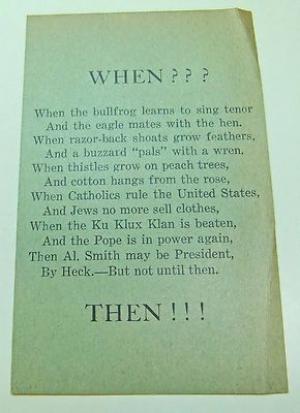 WHEN ? ? ?
When the bullfrog learns to sing tenor
And the eagle mates with the hen.
When razor-back shoats grow feathers,
And a buzzard "pals" with a wren.
When thistles grow on peach trees,
And cotton hangs from the rose,
When Catholics rule the United States,
And Jews no more sell clothes,
When the Ku Klux Klan is beaten,
And the Pope is in power again,
Then Al. Smith may be President,
By Heck.—But not until then.
THEN ! ! !